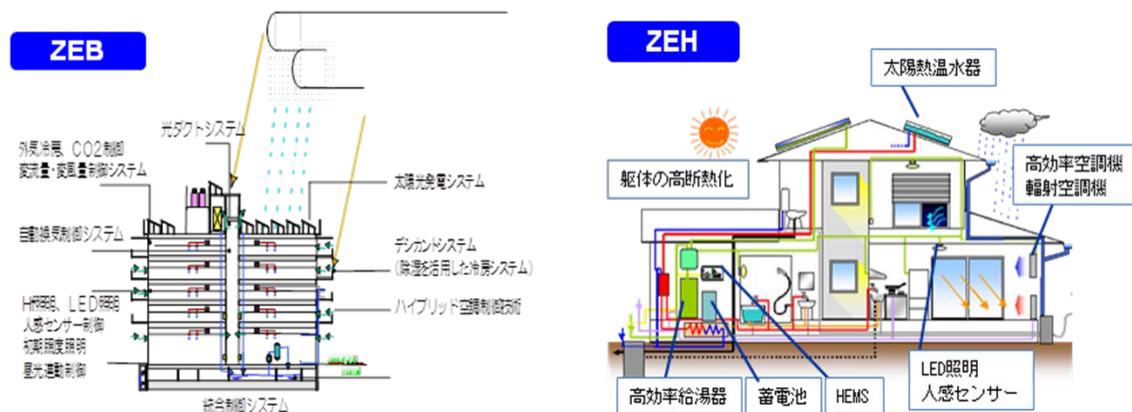 ZEB
光ダクトシステム
外気冷房、CO2制御
変流量・変風量制御システム
太陽光発電システム
自動換気制御システム
デシカントシステム
(除湿を活用した冷房システム)
Hf照明、LED照明
人感センサー制御
初期照度照明
昼光連動制御
ハイブリッド空調制御技術
統合制御システム
ZEH
太陽熱温水器
躯体の高断熱化
高効率空調機
輻射空調機
高効率給湯器
蓄電池
HEMS
LED照明
人感センサー